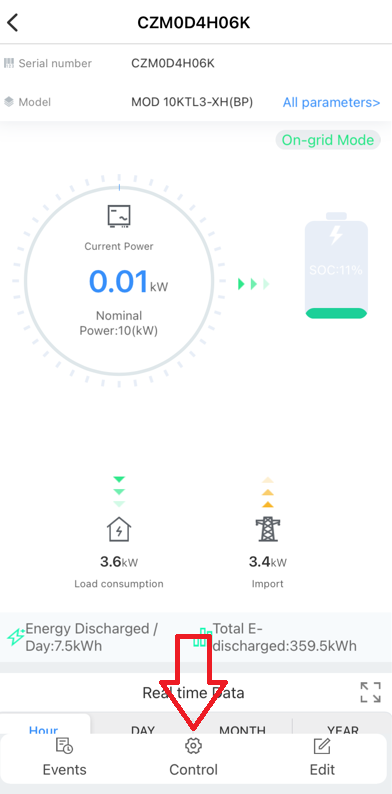 CZM0D4H06K
Serial number CZM0D4H06K
Model MOD 10KTL3-XH(BP) All parameters>
On-grid Mode
Current Power
0.01kW
Nominal
Power:10(kW)
SOC:11%
3.6kW 3.4kW
Load consumption Import
Energy Discharged / Total E-
Day:7.5kWh discharged:359.5kWh
Real time Data
Hour DAY MONTH YEAR
Events Control Edit